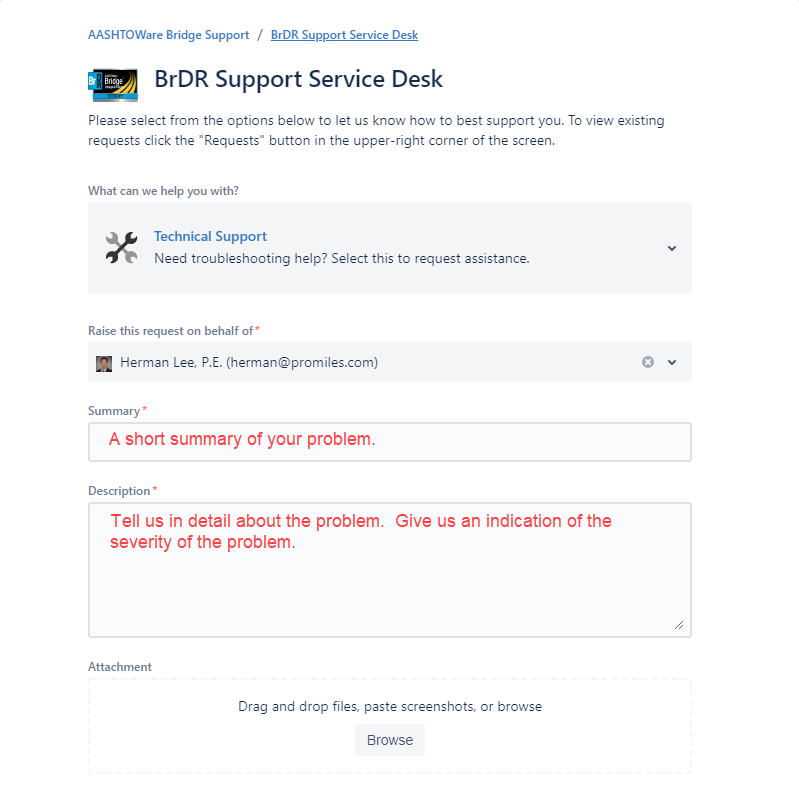 AASHTOWare Bridge Support / BrDR Support Service Desk
BrDR Support Service Desk
Please select from the options below to let us know how to best support you. To view existing
requests click the "Requests" button in the upper-right corner of the screen.
What can we help you with?
Technical Support
Need troubleshooting help? Select this to request assistance.
Raise this request on behalf of*
Herman Lee, P.E. (herman@promiles.com)
Summary*
A short summary of your problem.
Description*
Tell us in detail about the problem.  Give us an indication of the
severity of the problem.
Attachment
Drag and drop files, paste screenshots, or browse
Browse